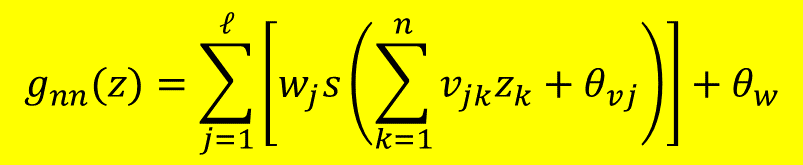 $g_{nn}(z) = \sum_{j=1}^{\ell} \left[ w_j s \left( \sum_{k=1}^{n} v_{jk} z_k + \theta_{vj} \right) \right] + \theta_w$